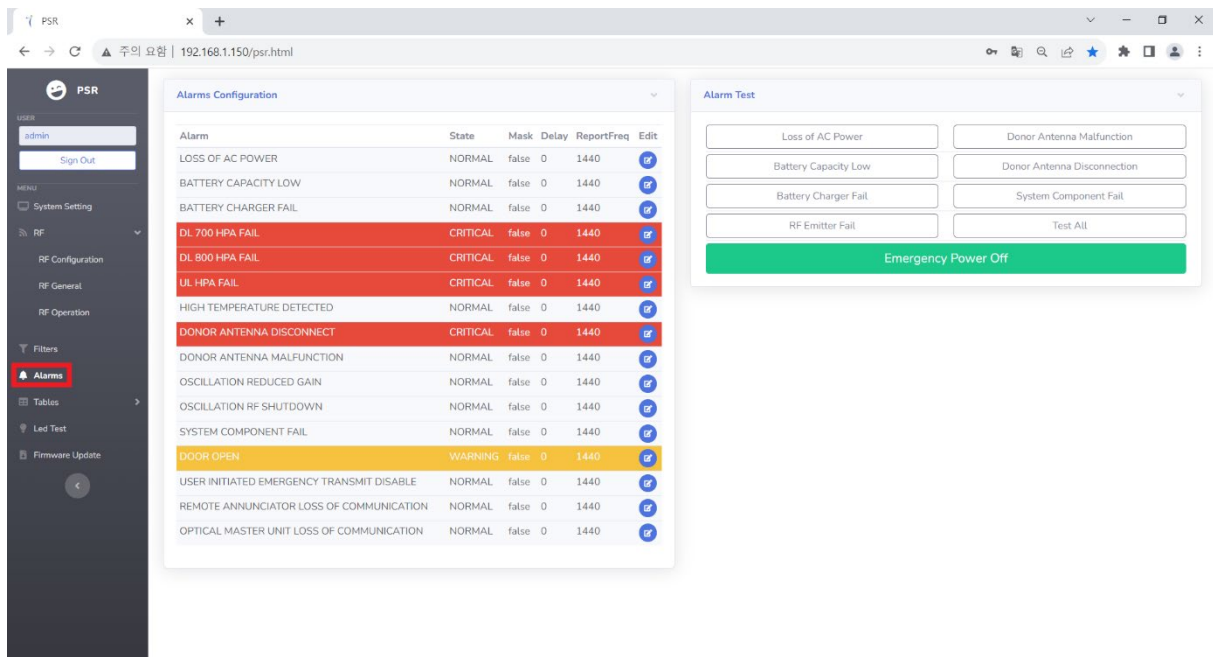 PSR
주의 요함 | 192.168.1.150/psr.html
PSR
USER
admin
Sign Out
MENU
System Setting
RF
RF Configuration
RF General
RF Operation
Filters
Alarms
Tables
Led Test
Firmware Update
Alarms Configuration
Alarm State Mask Delay ReportFreq Edit
LOSS OF AC POWER NORMAL false 0 1440
BATTERY CAPACITY LOW NORMAL false 0 1440
BATTERY CHARGER FAIL NORMAL false 0 1440
DL 700 HPA FAIL CRITICAL false 0 1440
DL 800 HPA FAIL CRITICAL false 0 1440
UL HPA FAIL CRITICAL false 0 1440
HIGH TEMPERATURE DETECTED NORMAL false 0 1440
DONOR ANTENNA DISCONNECT CRITICAL false 0 1440
DONOR ANTENNA MALFUNCTION NORMAL false 0 1440
OSCILLATION REDUCED GAIN NORMAL false 0 1440
OSCILLATION RF SHUTDOWN NORMAL false 0 1440
SYSTEM COMPONENT FAIL NORMAL false 0 1440
DOOR OPEN WARNING false 0 1440
USER INITIATED EMERGENCY TRANSMIT DISABLE NORMAL false 0 1440
REMOTE ANNUNCIATOR LOSS OF COMMUNICATION NORMAL false 0 1440
OPTICAL MASTER UNIT LOSS OF COMMUNICATION NORMAL false 0 1440
Alarm Test
Loss of AC Power Donor Antenna Malfunction
Battery Capacity Low Donor Antenna Disconnection
Battery Charger Fail System Component Fail
RF Emitter Fail Test All
Emergency Power Off